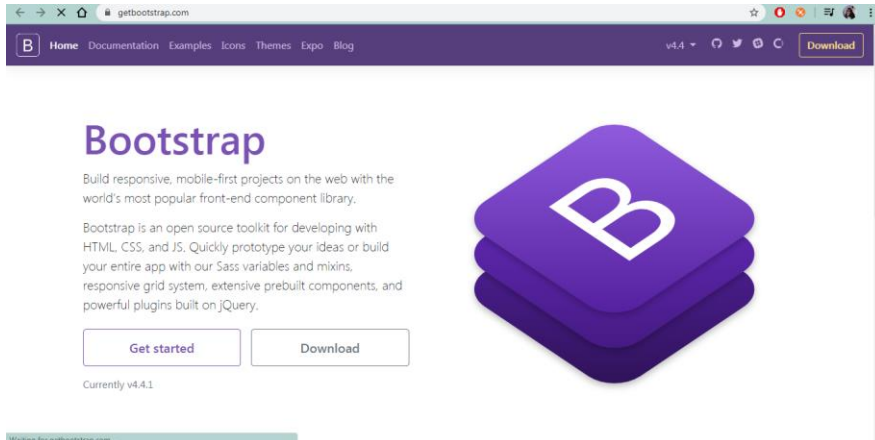 getbootstrap.com
B Home Documentation Examples Icons Themes Expo Blog v4.4 Download
Bootstrap
Build responsive, mobile-first projects on the web with the
world's most popular front-end component library.
Bootstrap is an open source toolkit for developing with
HTML, CSS, and JS. Quickly prototype your ideas or build
your entire app with our Sass variables and mixins,
responsive grid system, extensive prebuilt components, and
powerful plugins built on jQuery.
Get started Download
Currently v4.4.1
B
Waiting for getbootstrap.com